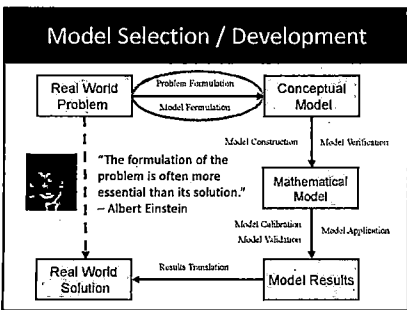 Model Selection / Development
Real World
Problem
Problem Formulation
Model Formulation
Conceptual
Model
Model Construction
Model Verification
"The formulation of the
problem is often more
essential than its solution."
– Albert Einstein
Mathematical
Model
Model Calibration
Model Validation
Model Application
Real World
Solution
Results Translation
Model Results